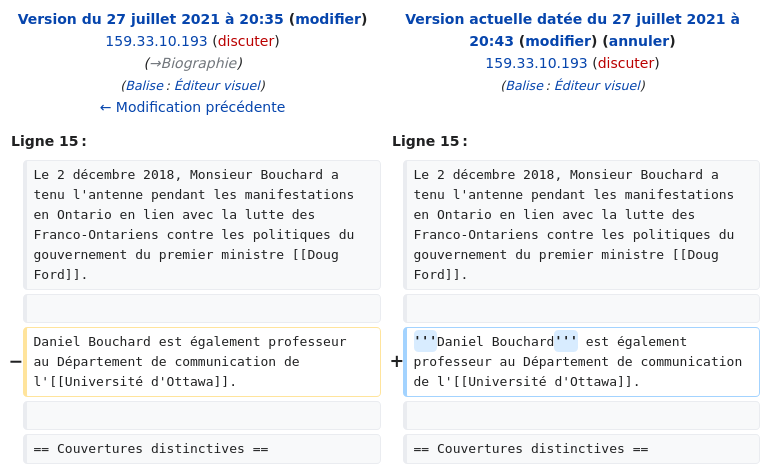 Version du 27 juillet 2021 à 20:35 (modifier)
159.33.10.193 (discuter)
(→Biographie)
(Balise : Éditeur visuel)
← Modification précédente
Version actuelle datée du 27 juillet 2021 à
20:43 (modifier) (annuler)
159.33.10.193 (discuter)
(Balise : Éditeur visuel)
Ligne 15 :
Le 2 décembre 2018, Monsieur Bouchard a
tenu l'antenne pendant les manifestations
en Ontario en lien avec la lutte des
Franco-Ontariens contre les politiques du
gouvernement du premier ministre [[Doug
Ford]].
− Daniel Bouchard est également professeur
au Département de communication de
l'[[Université d'Ottawa]].
== Couvertures distinctives ==
Ligne 15 :
Le 2 décembre 2018, Monsieur Bouchard a
tenu l'antenne pendant les manifestations
en Ontario en lien avec la lutte des
Franco-Ontariens contre les politiques du
gouvernement du premier ministre [[Doug
Ford]].
+ '''Daniel Bouchard''' est également
professeur au Département de communication
de l'[[Université d'Ottawa]].
== Couvertures distinctives ==